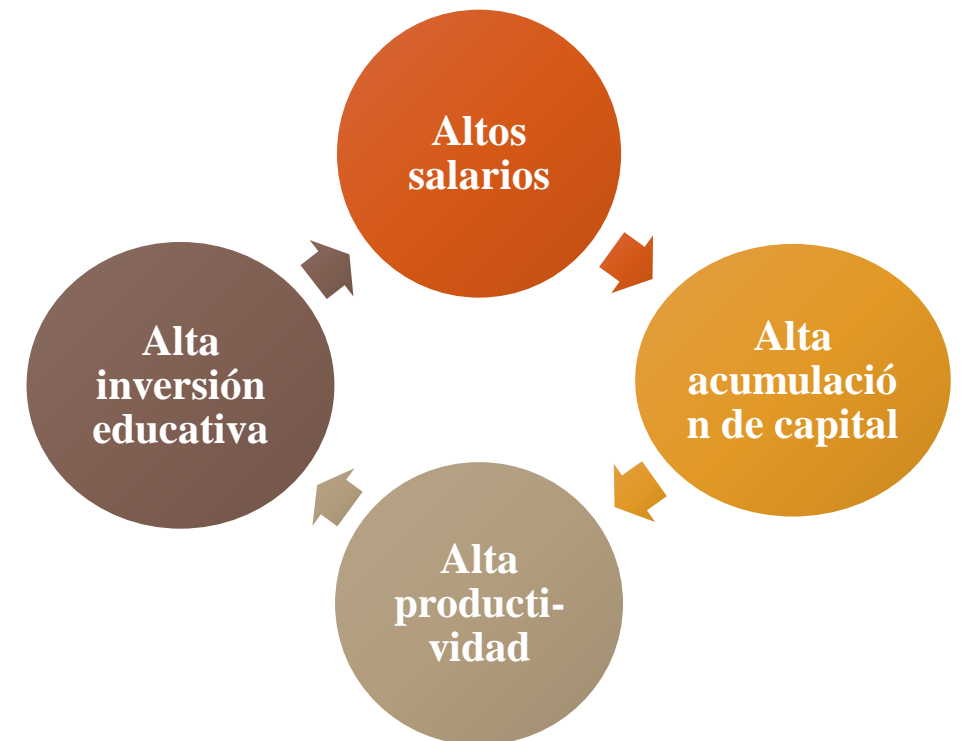 Altos
salarios
Alta
acumulació
n de capital
Alta
producti-
vidad
Alta
inversión
educativa